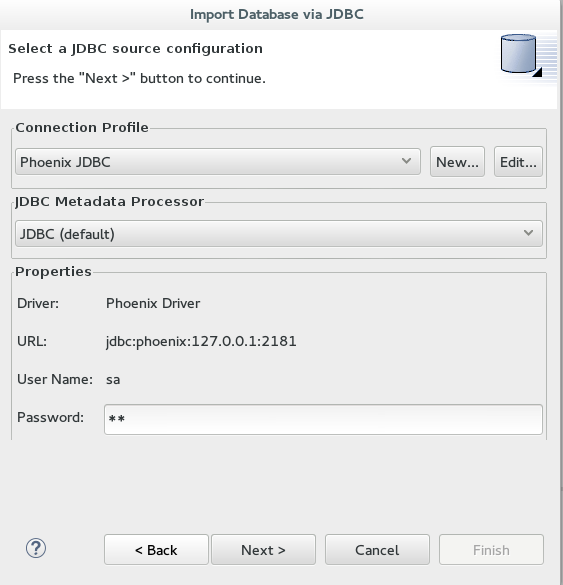 Import Database via JDBC
Select a JDBC source configuration
Press the "Next >" button to continue.
Connection Profile
Phoenix JDBC New... Edit...
JDBC Metadata Processor
JDBC (default)
Properties
Driver: Phoenix Driver
URL: jdbc:phoenix:127.0.0.1:2181
User Name: sa
Password: **
? < Back Next > Cancel Finish